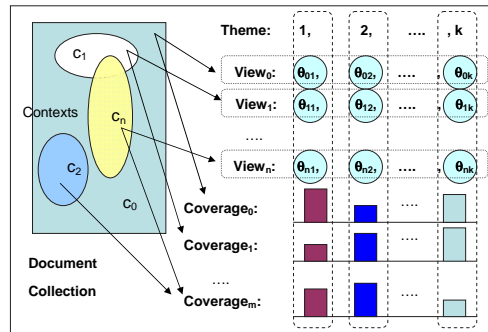 Theme: 1, 2, .... , k
c1
View0: θ01, θ02, .... θ0k
View1: θ11, θ12, .... θ1k
Contexts
cn
....
Viewn: θn1, θn2, .... θnk
c2
c0
Coverage0: ....
Coverage1:
Document
Collection
....
Coveragem: ....